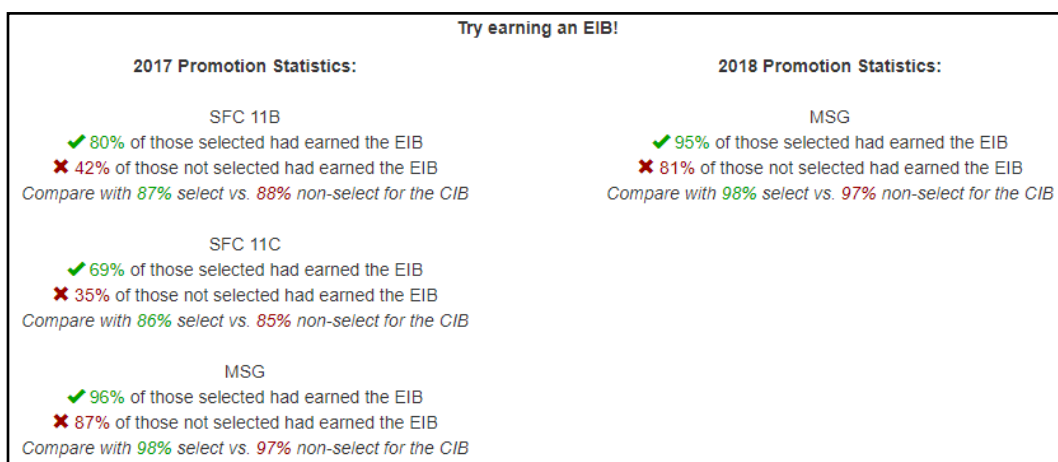 Try earning an EIB!
2017 Promotion Statistics:
SFC 11B
✔ 80% of those selected had earned the EIB
✖ 42% of those not selected had earned the EIB
Compare with 87% select vs. 88% non-select for the CIB
SFC 11C
✔ 69% of those selected had earned the EIB
✖ 35% of those not selected had earned the EIB
Compare with 86% select vs. 85% non-select for the CIB
MSG
✔ 96% of those selected had earned the EIB
✖ 87% of those not selected had earned the EIB
Compare with 98% select vs. 97% non-select for the CIB
2018 Promotion Statistics:
MSG
✔ 95% of those selected had earned the EIB
✖ 81% of those not selected had earned the EIB
Compare with 98% select vs. 97% non-select for the CIB